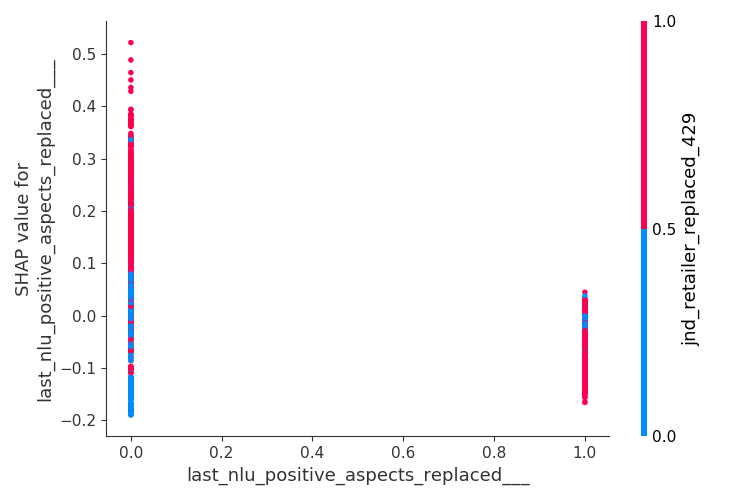 SHAP value for
last_nlu_positive_aspects_replaced___
0.5
0.4
0.3
0.2
0.1
0.0
−0.1
−0.2
0.0 0.2 0.4 0.6 0.8 1.0
last_nlu_positive_aspects_replaced___
1.0
0.5
0.0
jnd_retailer_replaced_429